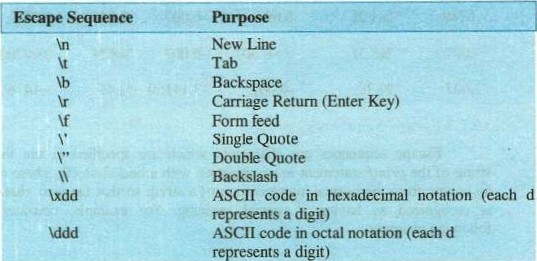 Escape Sequence Purpose
\n New Line
\t Tab
\b Backspace
\r Carriage Return (Enter Key)
\f Form feed
\' Single Quote
\" Double Quote
\\ Backslash
\xdd ASCII code in hexadecimal notation (each d
represents a digit)
\ddd ASCII code in octal notation (each d
represents a digit)